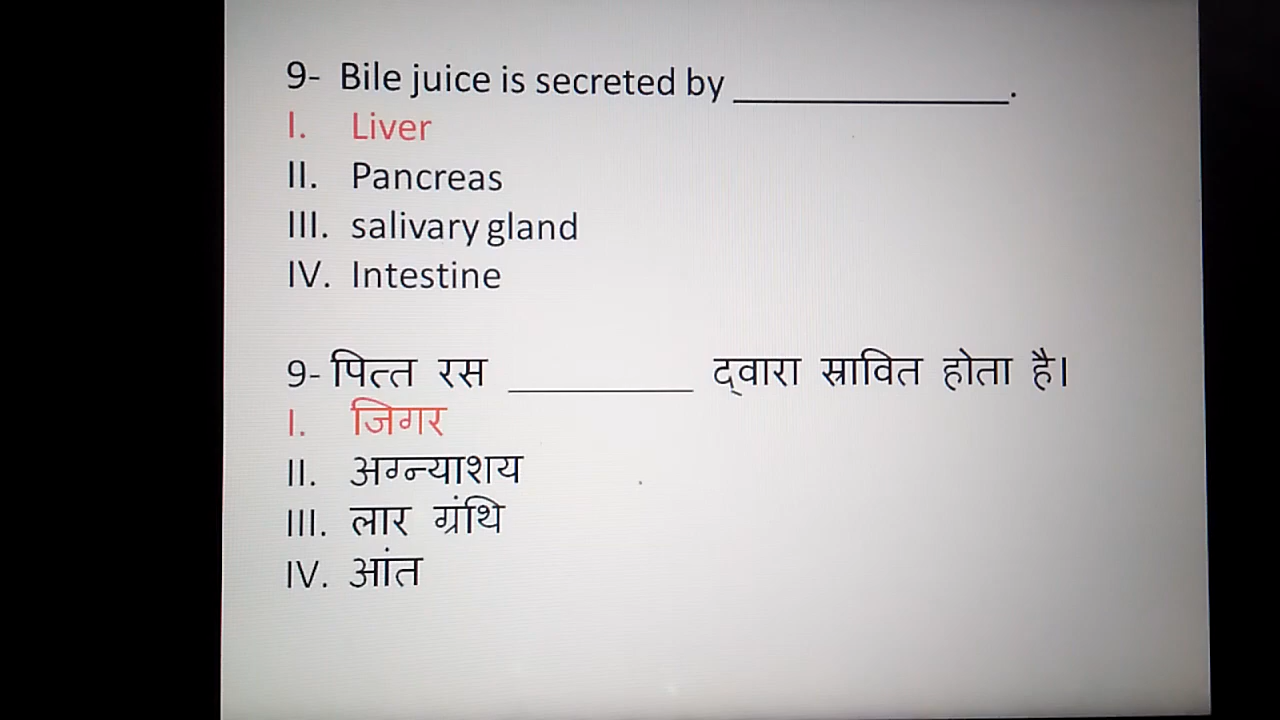 9- Bile juice is secreted by ______________.
I. Liver
II. Pancreas
III. salivary gland
IV. Intestine
9- पित्त रस __________ द्वारा स्रावित होता है।
I. जिगर
II. अग्न्याशय
III. लार ग्रंथि
IV. आंत